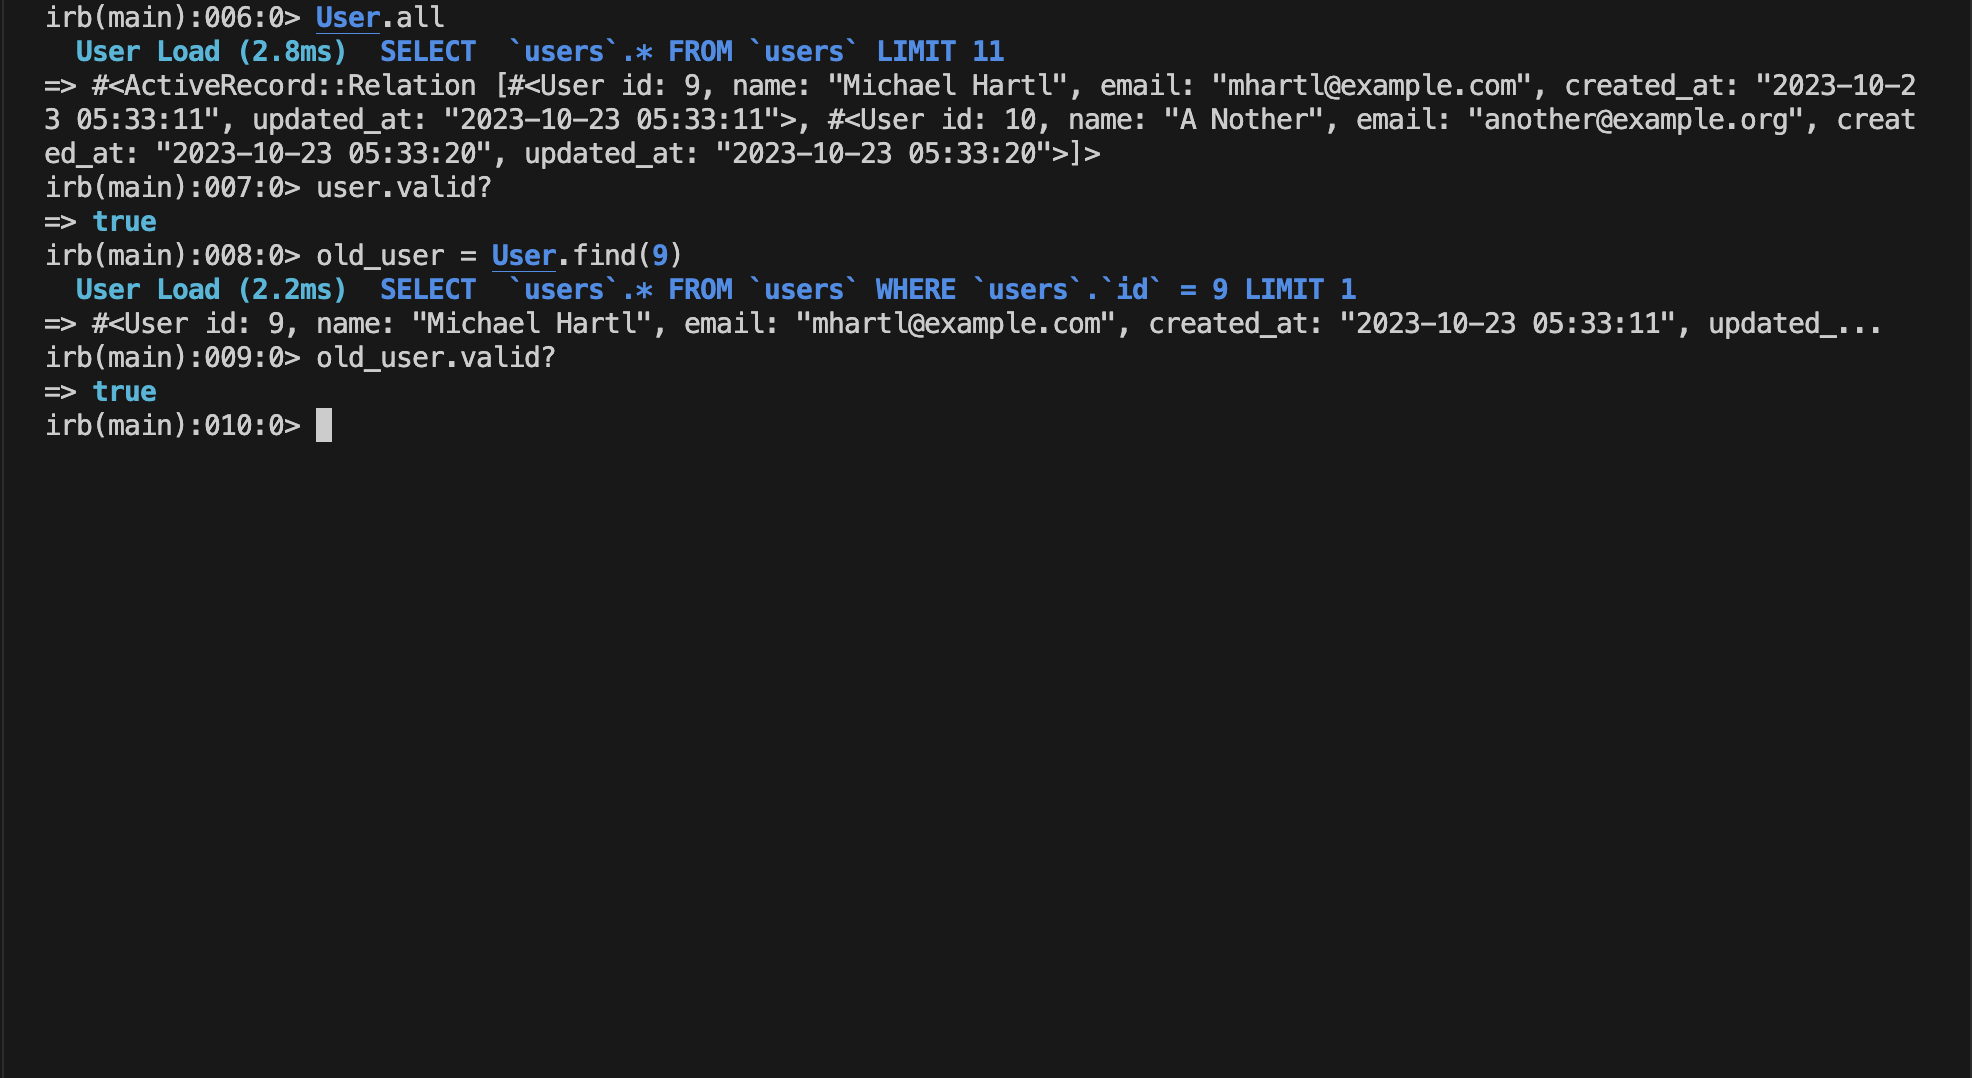 irb(main):006:0> User.all
  User Load (2.8ms)  SELECT  `users`.* FROM `users` LIMIT 11
=> #<ActiveRecord::Relation [#<User id: 9, name: "Michael Hartl", email: "mhartl@example.com", created_at: "2023-10-2
3 05:33:11", updated_at: "2023-10-23 05:33:11">, #<User id: 10, name: "A Nother", email: "another@example.org", creat
ed_at: "2023-10-23 05:33:20", updated_at: "2023-10-23 05:33:20">]>
irb(main):007:0> user.valid?
=> true
irb(main):008:0> old_user = User.find(9)
  User Load (2.2ms)  SELECT  `users`.* FROM `users` WHERE `users`.`id` = 9 LIMIT 1
=> #<User id: 9, name: "Michael Hartl", email: "mhartl@example.com", created_at: "2023-10-23 05:33:11", updated_...
irb(main):009:0> old_user.valid?
=> true
irb(main):010:0>